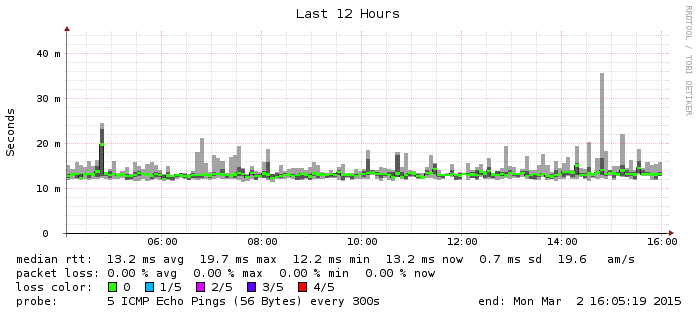 Last 12 Hours
RRDTOOL / TOBI OETIKER
Seconds
40 m
30 m
20 m
10 m
0
06:00 08:00 10:00 12:00 14:00 16:00
median rtt: 13.2 ms avg 19.7 ms max 12.2 ms min 13.2 ms now 0.7 ms sd 19.6 am/s
packet loss: 0.00 % avg 0.00 % max 0.00 % min 0.00 % now
loss color: 0 1/5 2/5 3/5 4/5
probe: 5 ICMP Echo Pings (56 Bytes) every 300s end: Mon Mar 2 16:05:19 2015